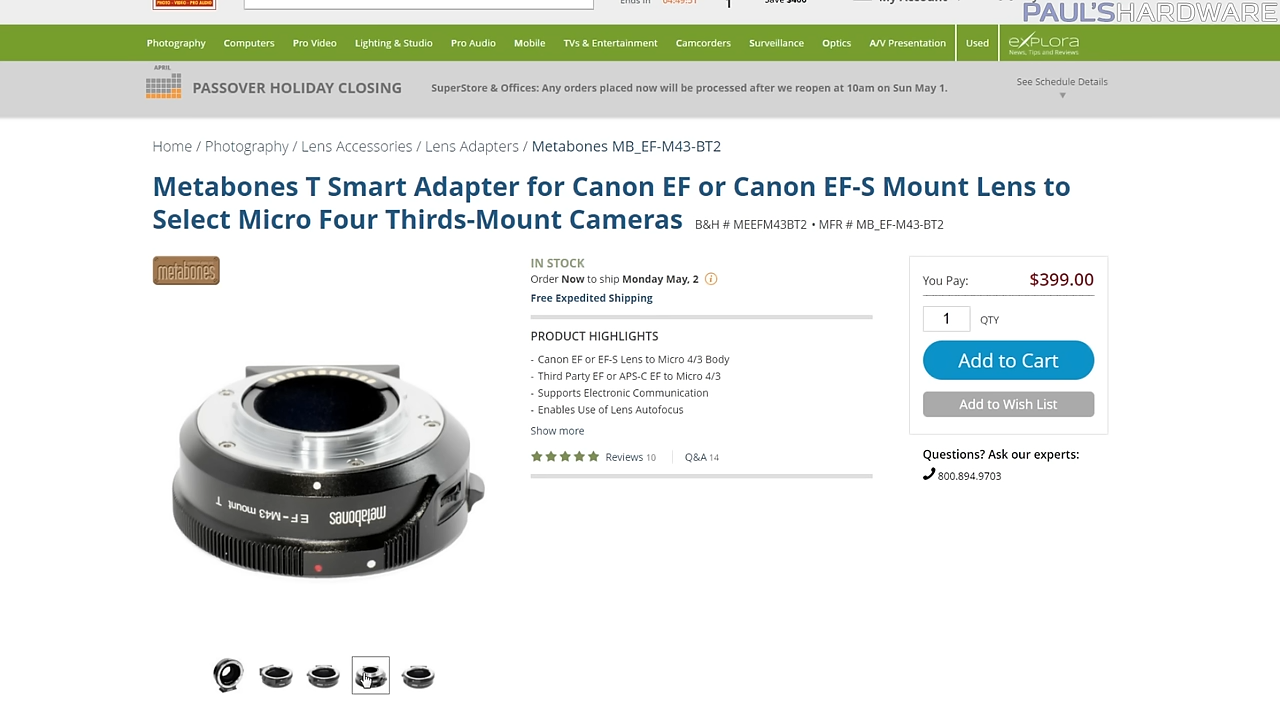 PHOTO - VIDEO - PRO AUDIO
Ends in 04:49:51
Save $400
My Account
PAUL'SHARDWARE
Photography Computers Pro Video Lighting & Studio Pro Audio Mobile TVs & Entertainment Camcorders Surveillance Optics A/V Presentation Used explora
News, Tips and Reviews
APRIL
PASSOVER HOLIDAY CLOSING SuperStore & Offices: Any orders placed now will be processed after we reopen at 10am on Sun May 1. See Schedule Details
Home / Photography / Lens Accessories / Lens Adapters / Metabones MB_EF-M43-BT2
Metabones T Smart Adapter for Canon EF or Canon EF-S Mount Lens to
Select Micro Four Thirds-Mount Cameras B&H # MEEFM43BT2 • MFR # MB_EF-M43-BT2
metabones
IN STOCK
Order Now to ship Monday May, 2
Free Expedited Shipping
PRODUCT HIGHLIGHTS
- Canon EF or EF-S Lens to Micro 4/3 Body
- Third Party EF or APS-C EF to Micro 4/3
- Supports Electronic Communication
- Enables Use of Lens Autofocus
Show more
Reviews 10 Q&A 14
You Pay: $399.00
1 QTY
Add to Cart
Add to Wish List
Questions? Ask our experts:
800.894.9703
metabones EF-M43 mount T